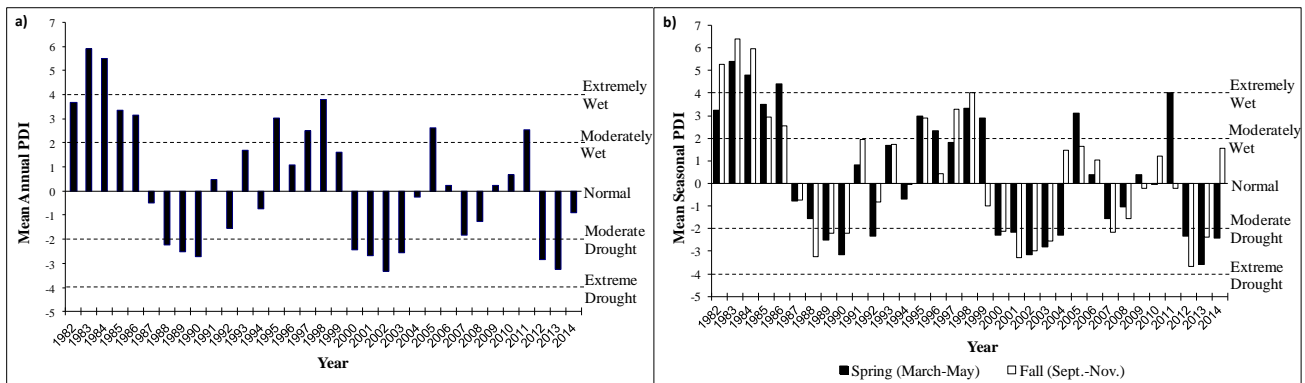 a)
Mean Annual PDI
7
6
5
4
3
2
1
0
-1
-2
-3
-4
-5
Extremely
Wet
Moderately
Wet
Normal
Moderate
Drought
Extreme
Drought
1982 1983 1984 1985 1986 1987 1988 1989 1990 1991 1992 1993 1994 1995 1996 1997 1998 1999 2000 2001 2002 2003 2004 2005 2006 2007 2008 2009 2010 2011 2012 2013 2014
Year
b)
Mean Seasonal PDI
7
6
5
4
3
2
1
0
-1
-2
-3
-4
-5
Extremely
Wet
Moderately
Wet
Normal
Moderate
Drought
Extreme
Drought
1982 1983 1984 1985 1986 1987 1988 1989 1990 1991 1992 1993 1994 1995 1996 1997 1998 1999 2000 2001 2002 2003 2004 2005 2006 2007 2008 2009 2010 2011 2012 2013 2014
Year
Spring (March-May) Fall (Sept.-Nov.)